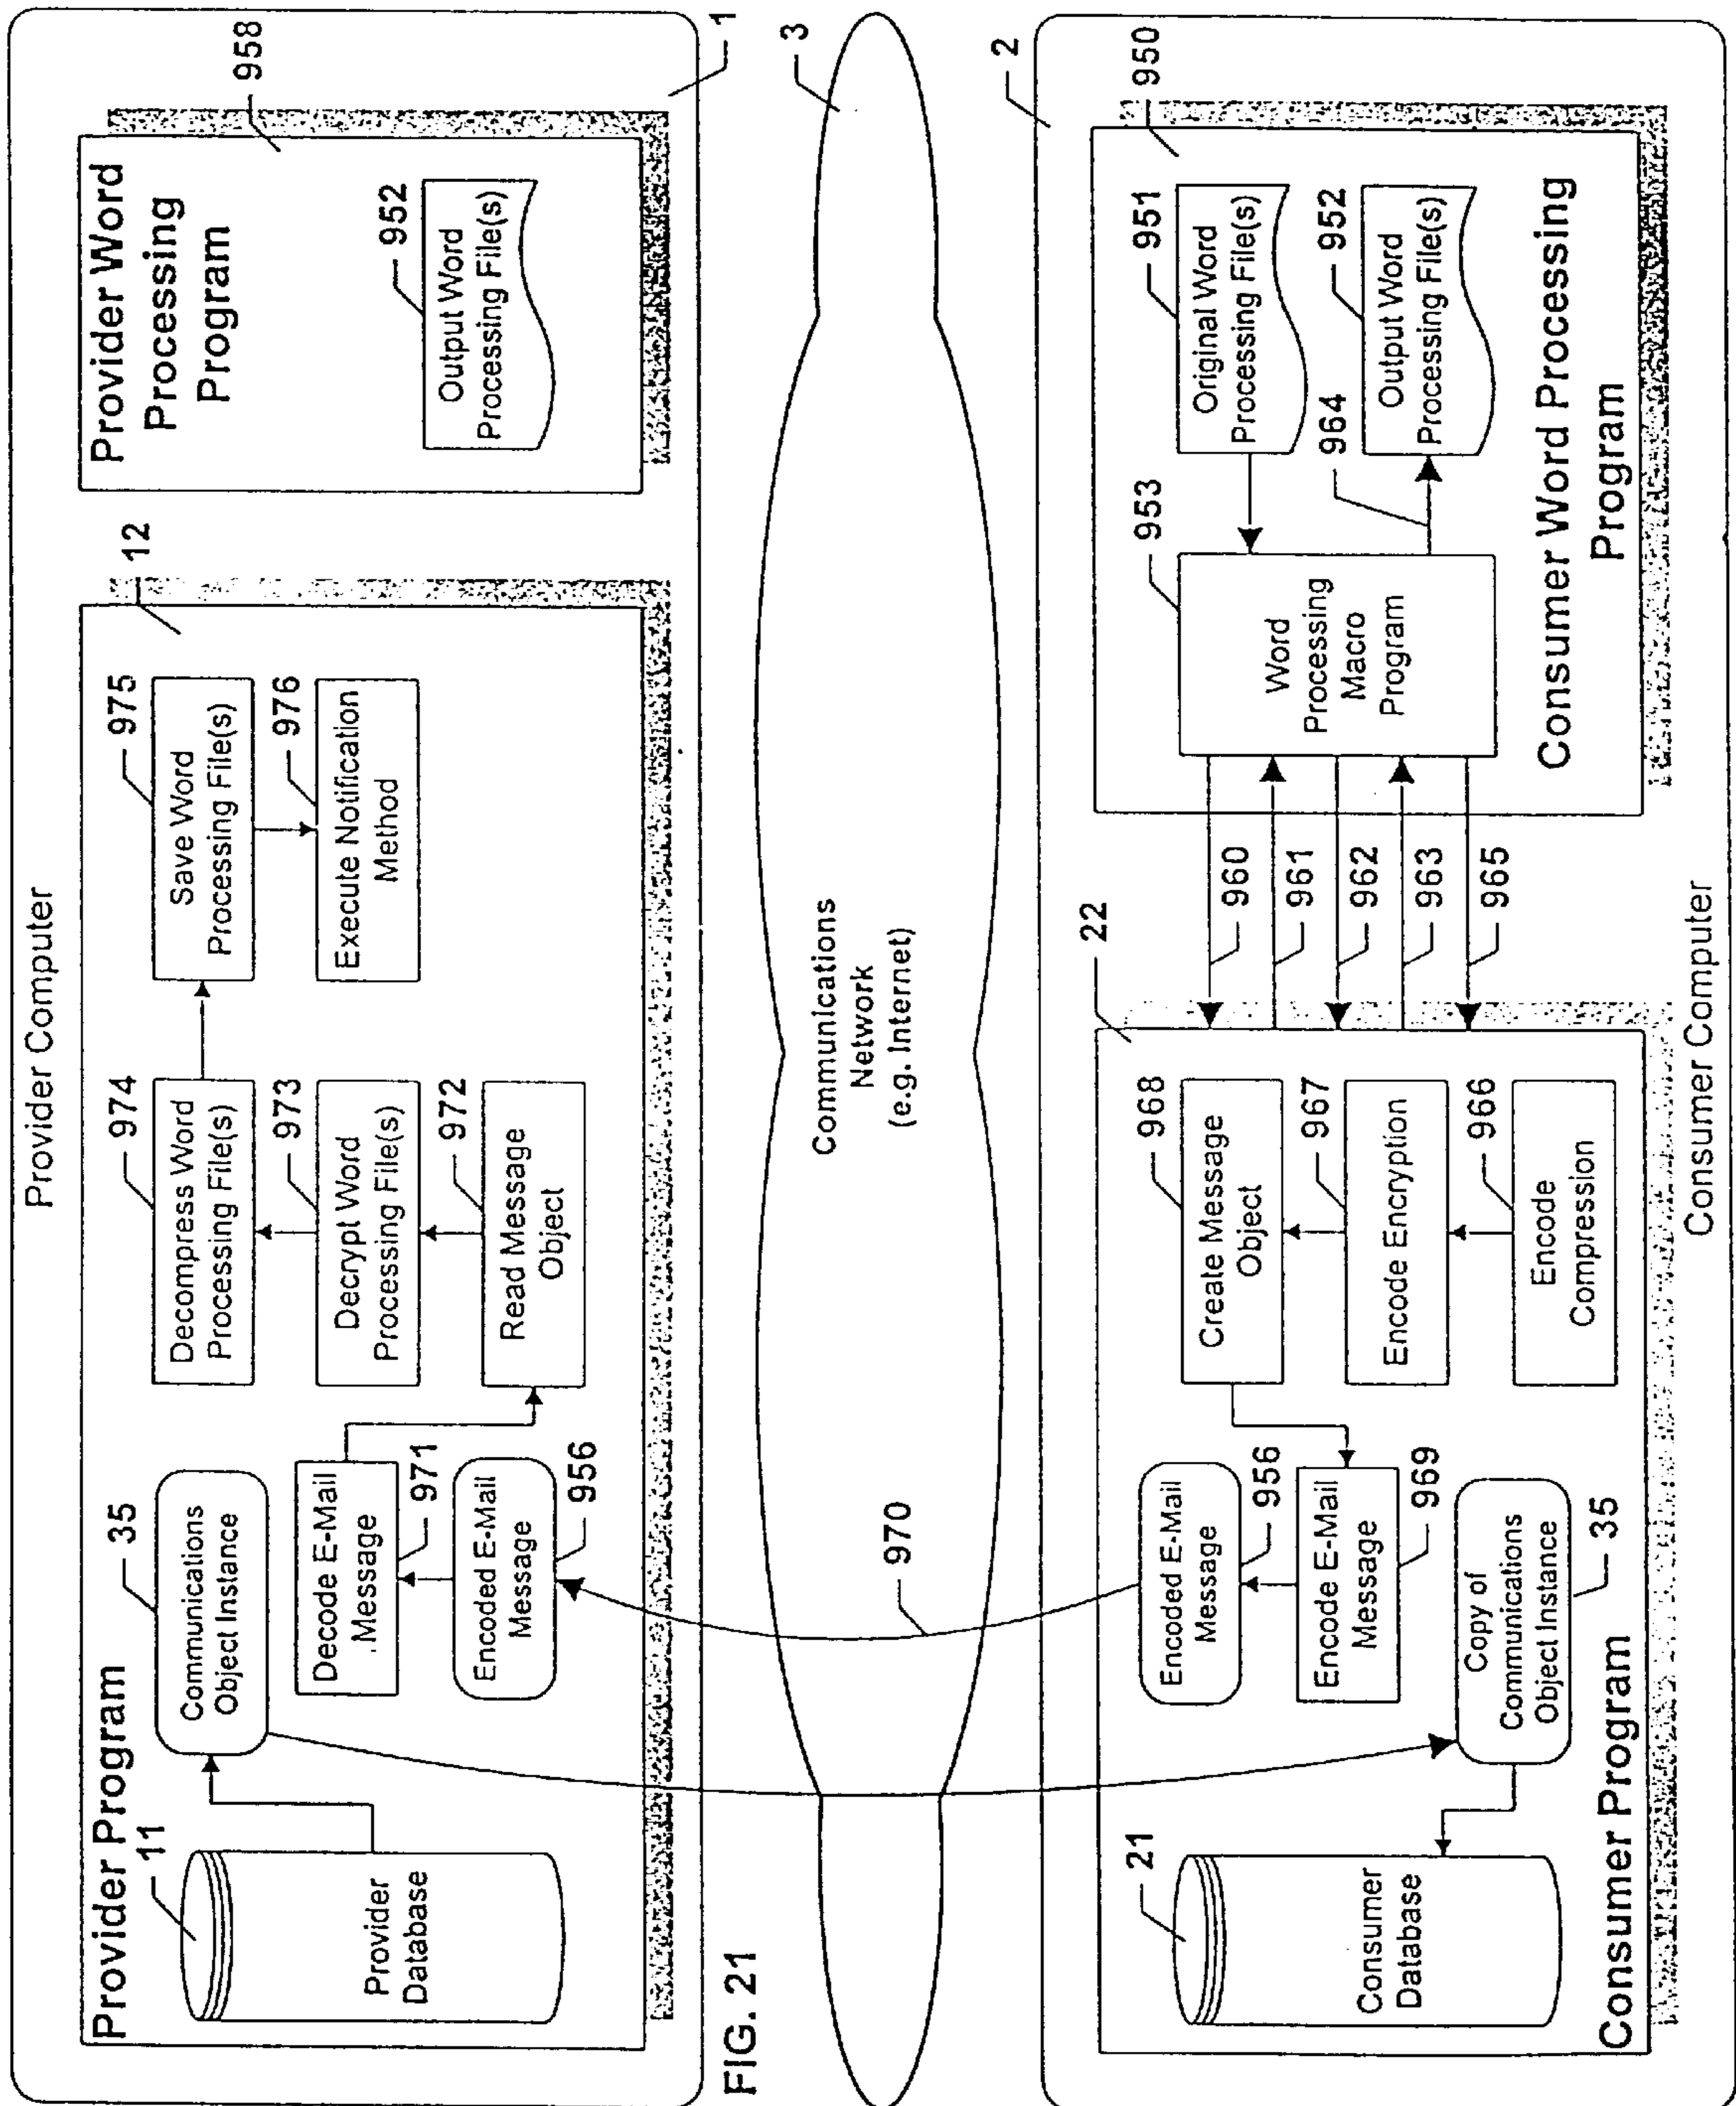 Provider Computer
1
Provider Program
12
11
Provider
Database
35
Communications
Object Instance
Decode E-Mail
.Message
971
Encoded E-Mail
Message
956
974
Decompress Word
Processing File(s)
973
Decrypt Word
Processing File(s)
972
Read Message
Object
975
Save Word
Processing File(s)
976
Execute Notification
Method
958
Provider Word
Processing
Program
952
Output Word
Processing File(s)
FIG. 21
3
Communications
Network
(e.g. Internet)
970
2
22
Encoded E-Mail
Message
956
Encode E-Mail
Message
969
Copy of
Communications
Object Instance
35
21
Consumer
Database
Consumer Program
968
Create Message
Object
967
Encode Encryption
966
Encode
Compression
960
961
962
963
965
950
953
Word
Processing
Macro
Program
951
Original Word
Processing File(s)
964
952
Output Word
Processing File(s)
Consumer Word Processing
Program
Consumer Computer